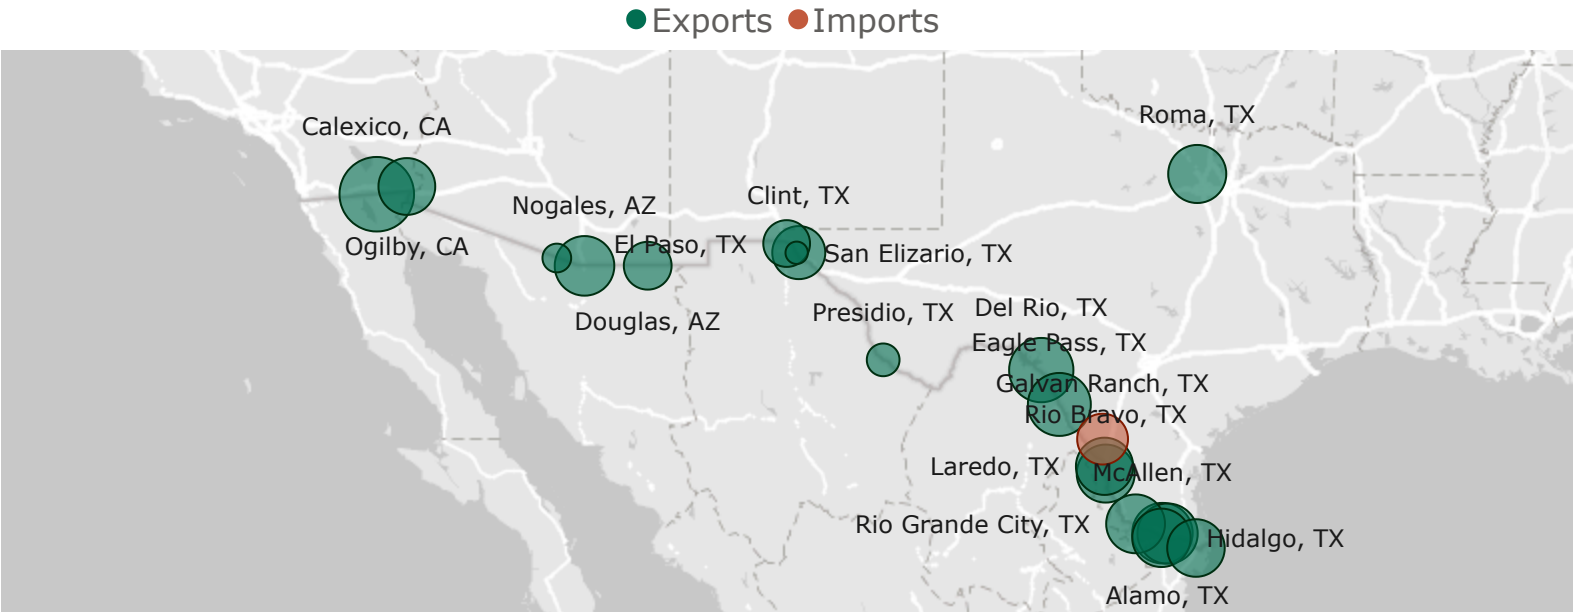 Exports Imports
Roma, TX
Calexico, CA
Clint, TX
Nogales, AZ
El Paso, TX
Ogilby, CA
San Elizario, TX
Del Rio, TX
Presidio, TX
Douglas, AZ
Eagle Pass, TX
Galvan Ranch, TX
Rio Bravo, TX
Laredo, TX
McAllen, TX
Rio Grande City, TX
Hidalgo, TX
Alamo, TX